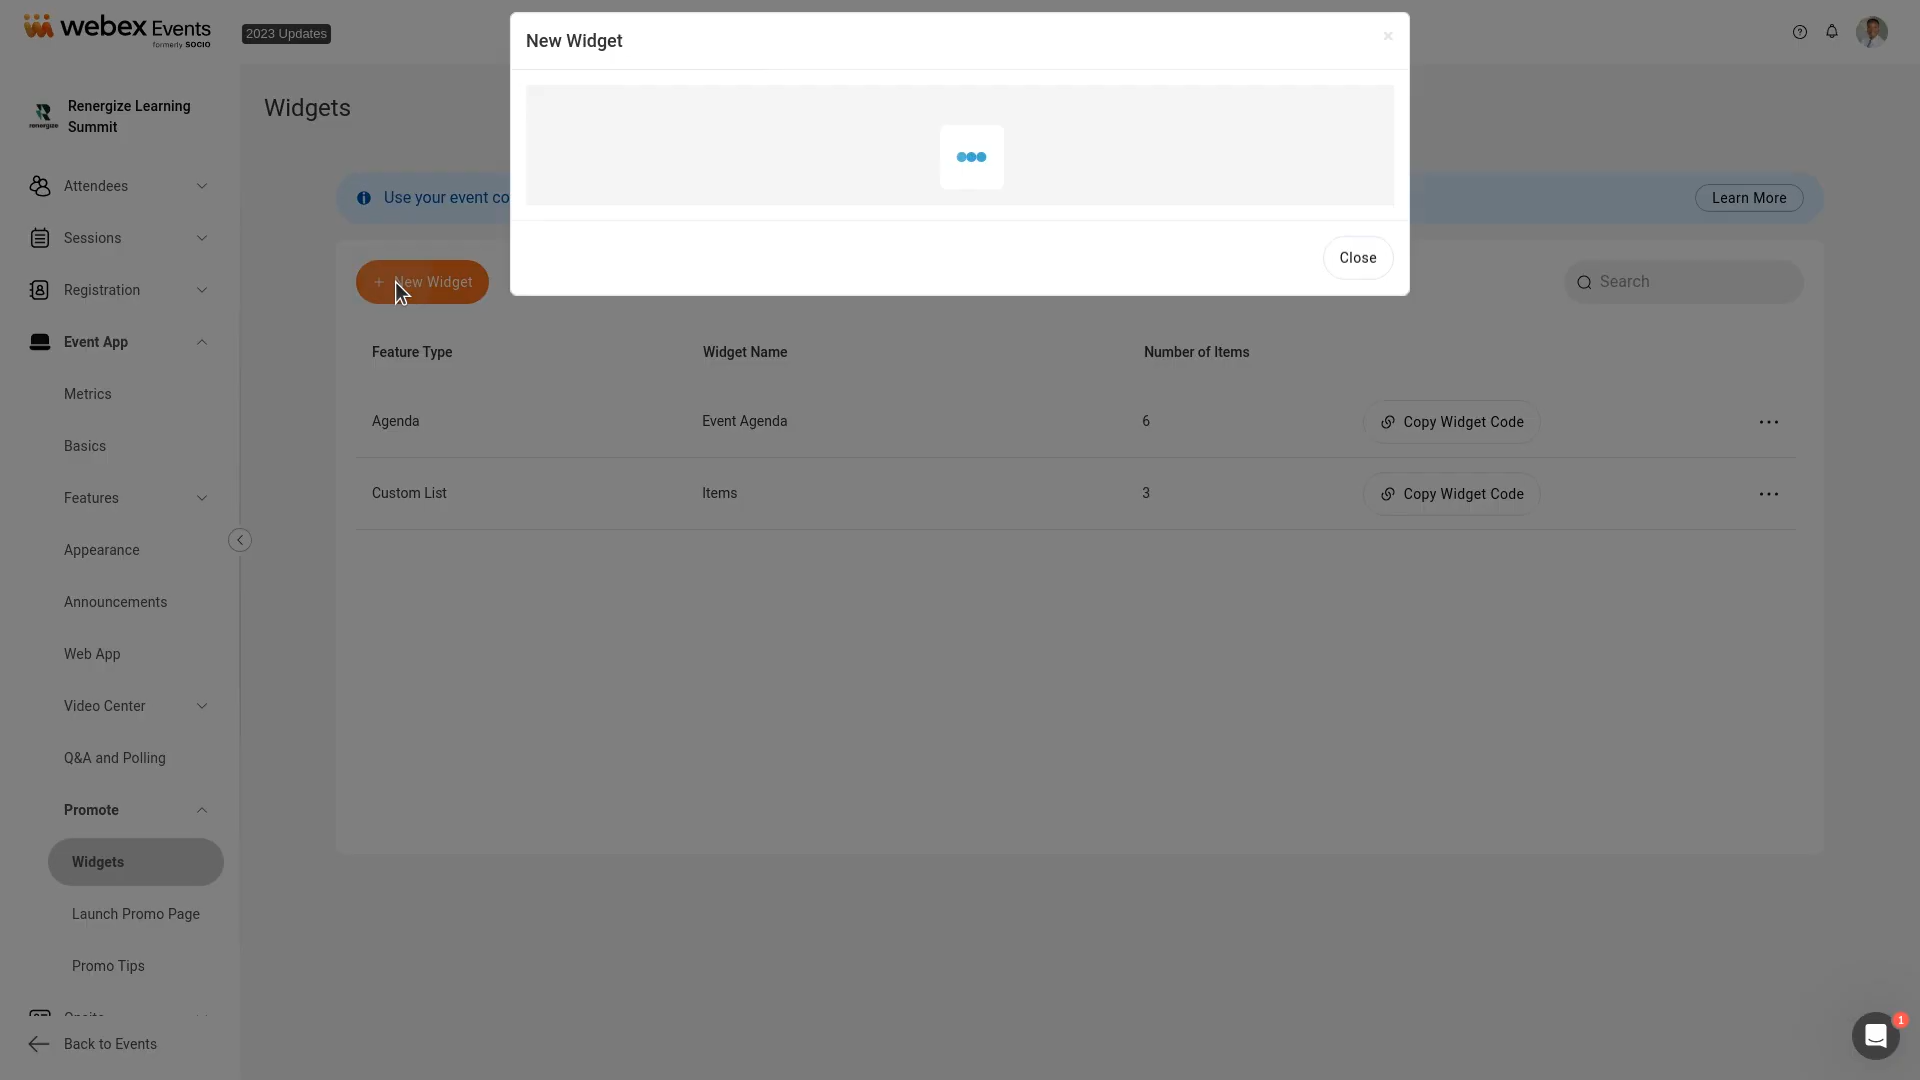 webex Events
formerly SOCIO
2023 Updates
Renergize Learning
Summit
renergize
Attendees
Sessions
Registration
Event App
Metrics
Basics
Features
Appearance
Announcements
Web App
Video Center
Q&A and Polling
Promote
Widgets
Launch Promo Page
Promo Tips
Onsite
Back to Events
Widgets
Use your event co
Learn More
+ New Widget
Search
Feature Type Widget Name Number of Items
Agenda Event Agenda 6 Copy Widget Code
Custom List Items 3 Copy Widget Code
New Widget
×
Close
1